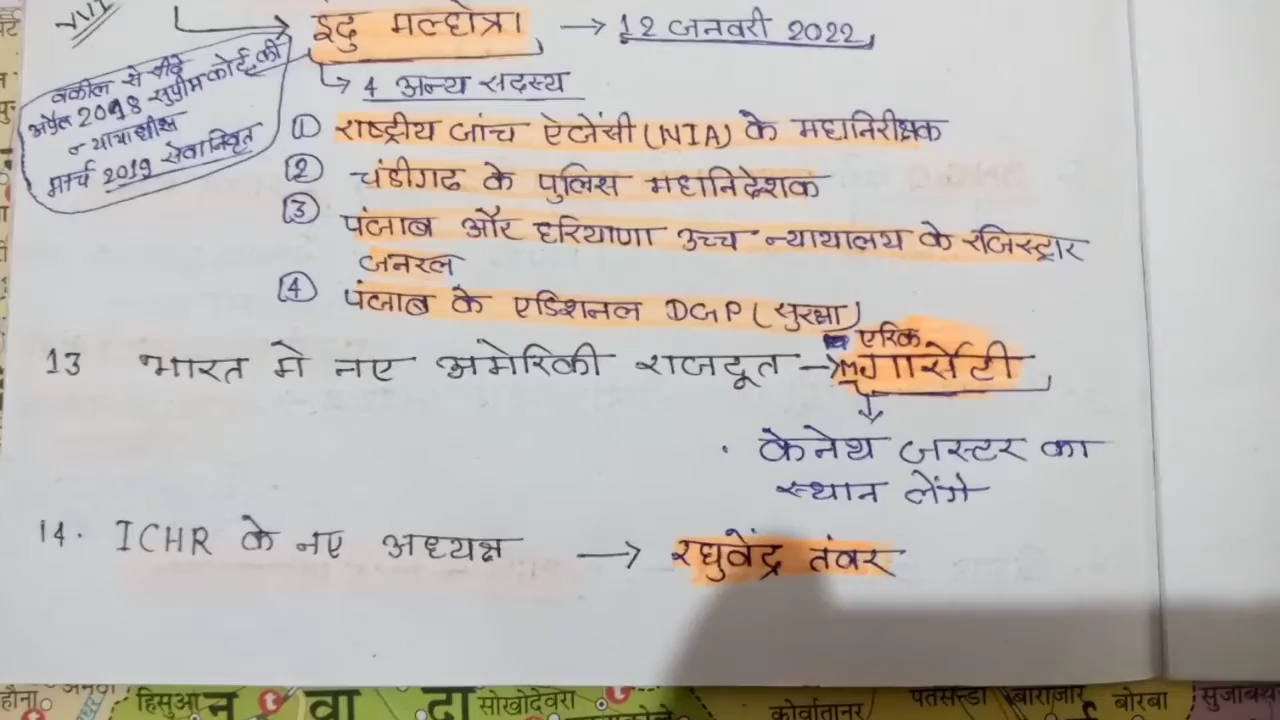 VVI
इंदु मल्होत्रा → 12 जनवरी 2022
वकील से सीधे
अप्रैल 2018 सुप्रीम कोर्ट की
न्यायाधीश
मार्च 2019 सेवानिवृत
→ 4 अन्य सदस्य
① राष्ट्रीय जांच ऐजेंसी (NIA) के महानिरीक्षक
② चंडीगढ के पुलिस महानिदेशक
③ पंजाब और हरियाणा उच्च न्यायालय के रजिस्ट्रार
जनरल
④ पंजाब के एडिशनल DGP (सुरक्षा)
एरिक
13 भारत मे नए अमेरिकी राजदूत – गार्सेटी
केनेथ जस्टर का
स्थान लेंगे
14. ICHR के नए अध्यक्ष → रघुवेंद्र तंवर
हिसुआ न वा दा सोखोदेवरा कोर्वातानर पतसन्डा बाराजार बोरबा